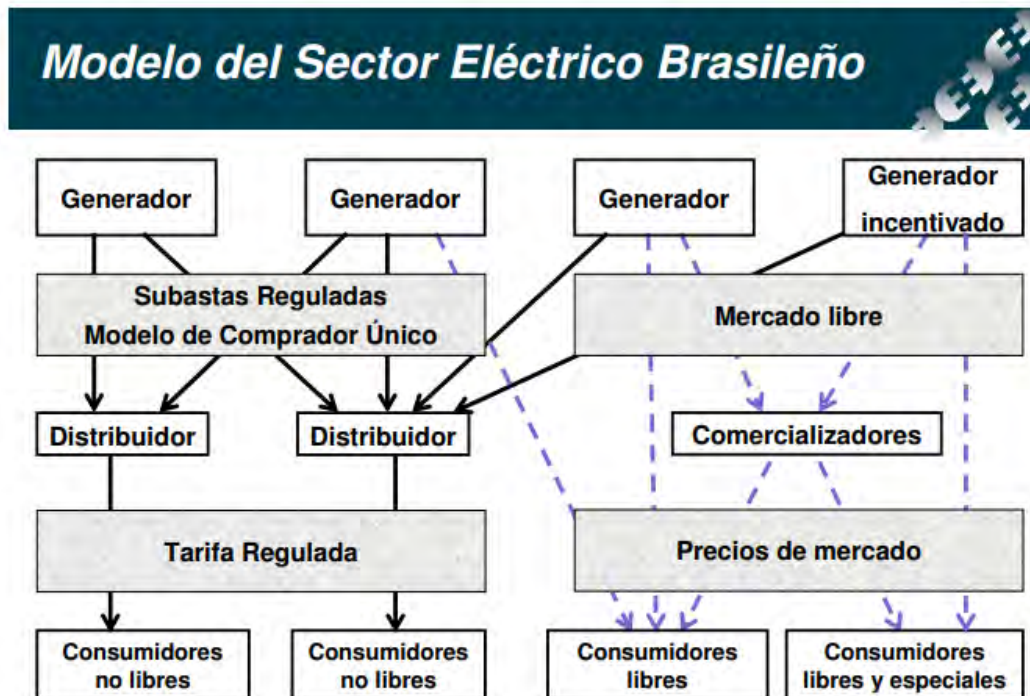 Modelo del Sector Eléctrico Brasileño
Generador
Generador
Generador
Generador
incentivado
Subastas Reguladas
Modelo de Comprador Único
Mercado libre
Distribuidor
Distribuidor
Comercializadores
Tarifa Regulada
Precios de mercado
Consumidores
no libres
Consumidores
no libres
Consumidores
libres
Consumidores
libres y especiales